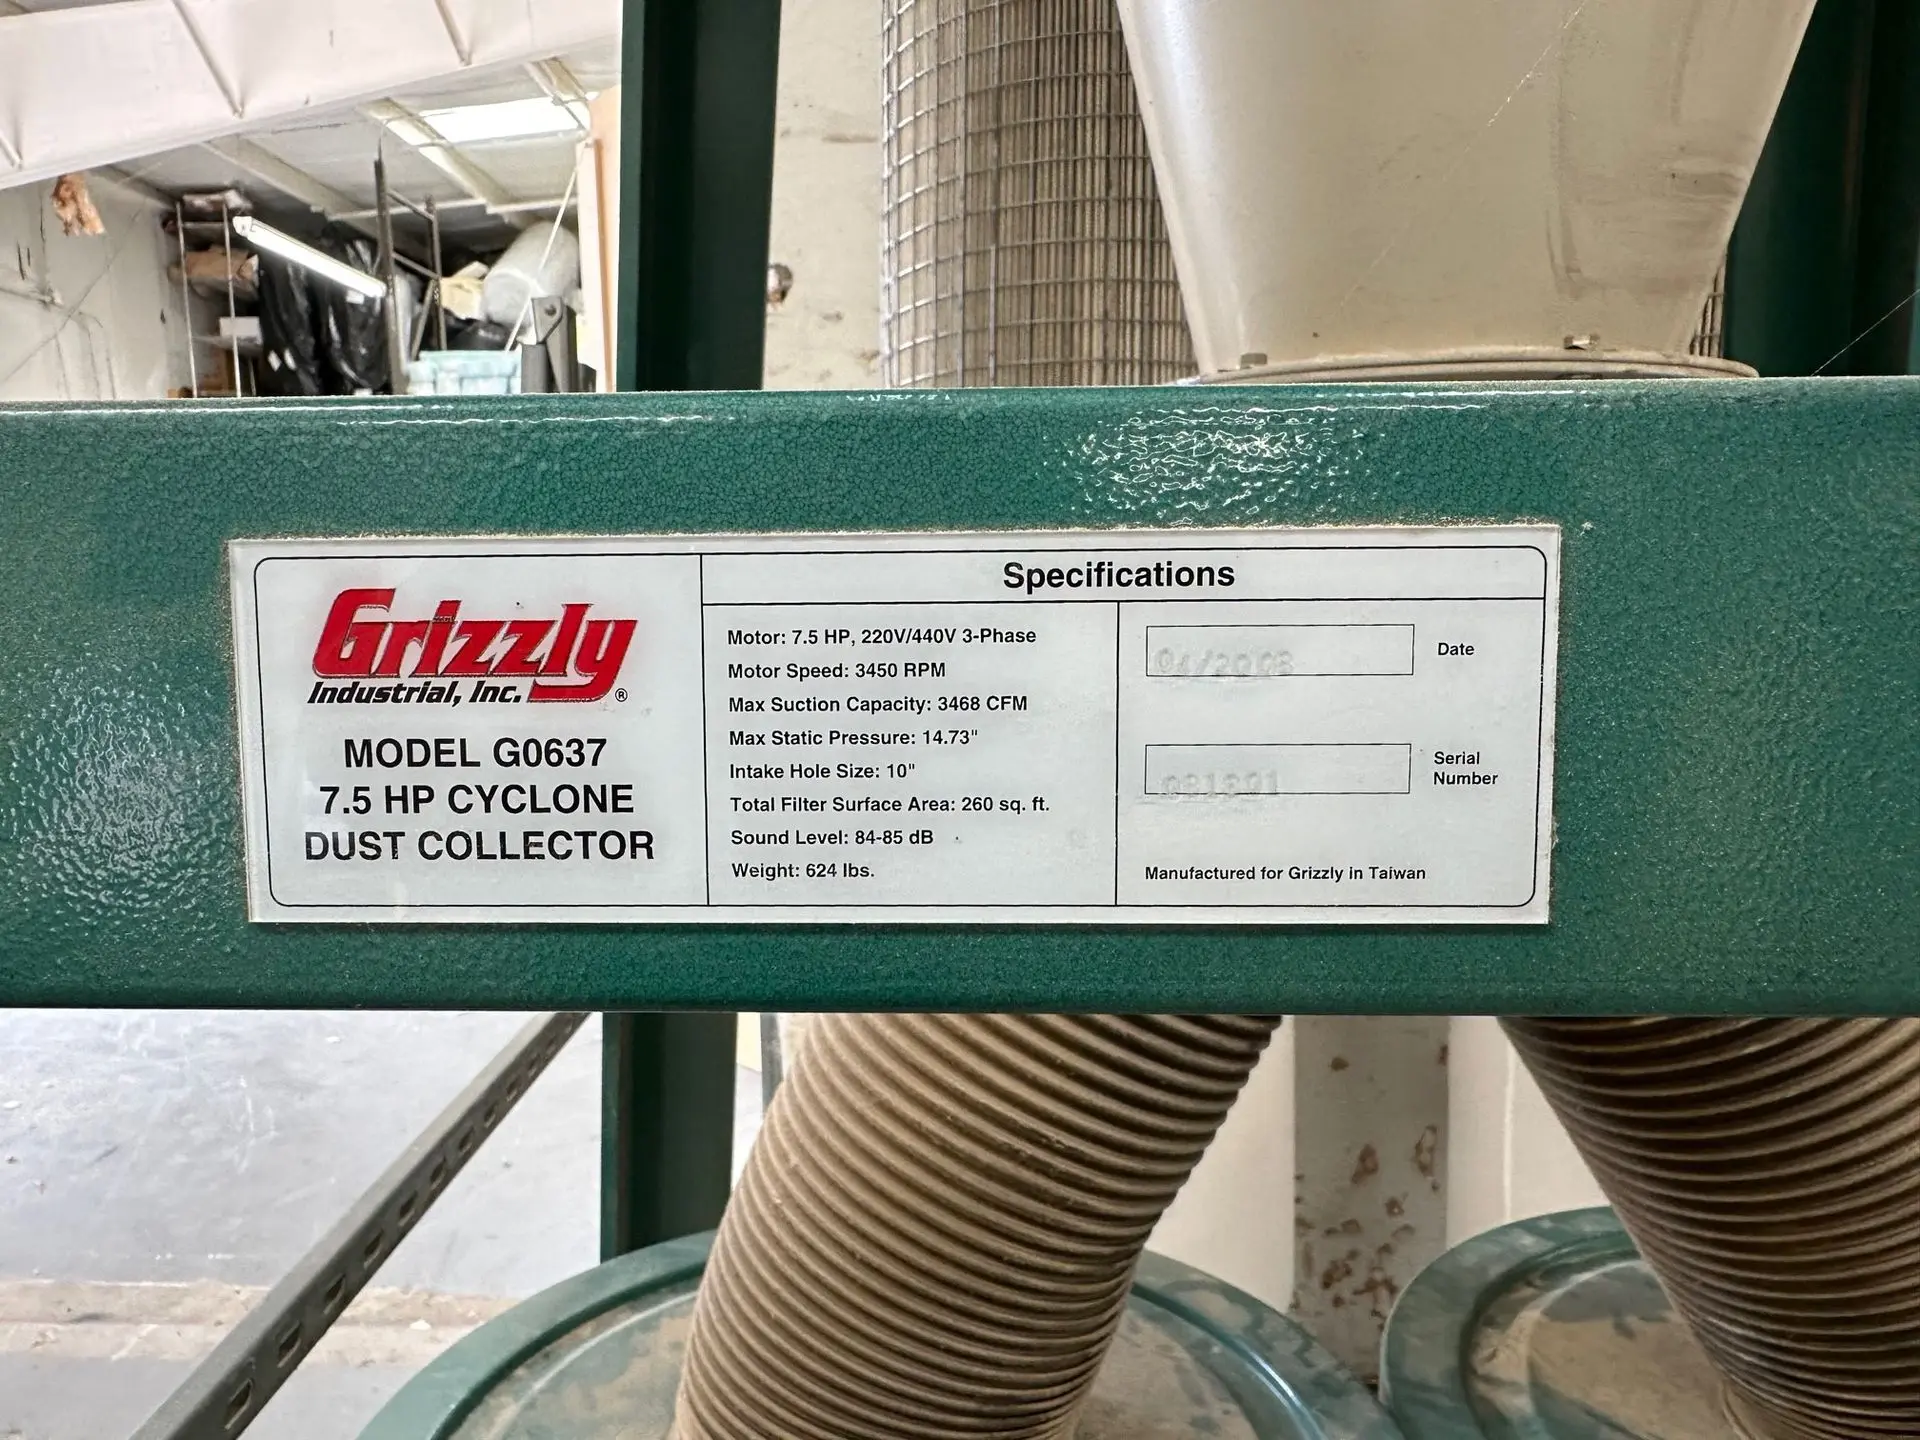 Grizzly
Industrial, Inc.®
MODEL G0637
7.5 HP CYCLONE
DUST COLLECTOR
Specifications
Motor: 7.5 HP, 220V/440V 3-Phase
Motor Speed: 3450 RPM
Max Suction Capacity: 3468 CFM
Max Static Pressure: 14.73"
Intake Hole Size: 10"
Total Filter Surface Area: 260 sq. ft.
Sound Level: 84-85 dB
Weight: 624 lbs.
Date
Serial
Number
Manufactured for Grizzly in Taiwan